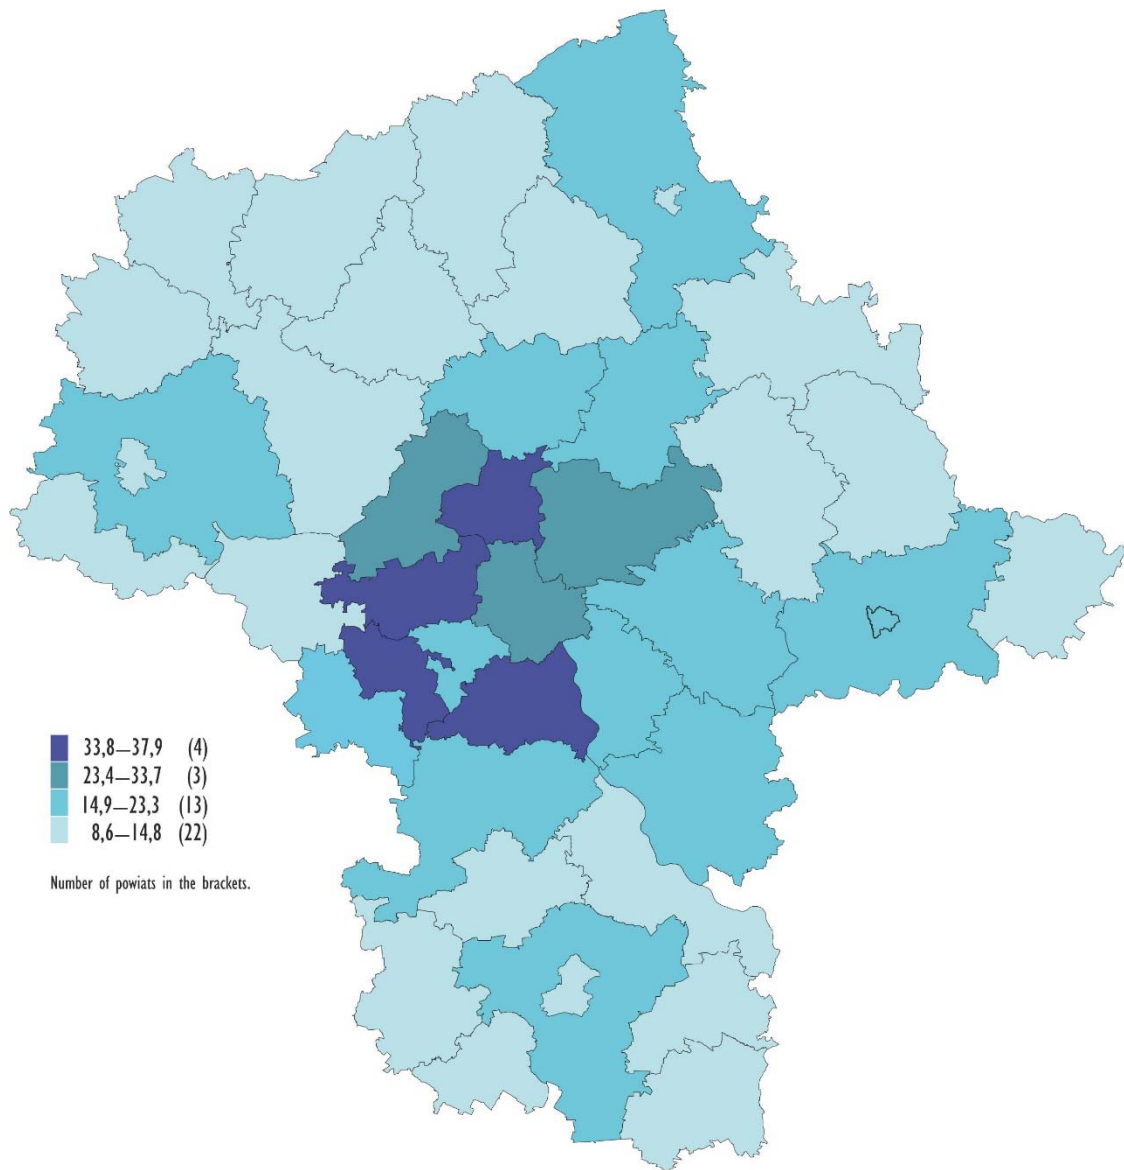 33,8—37,9 (4)
23,4—33,7 (3)
14,9—23,3 (13)
8,6—14,8 (22)
Number of powiats in the brackets.